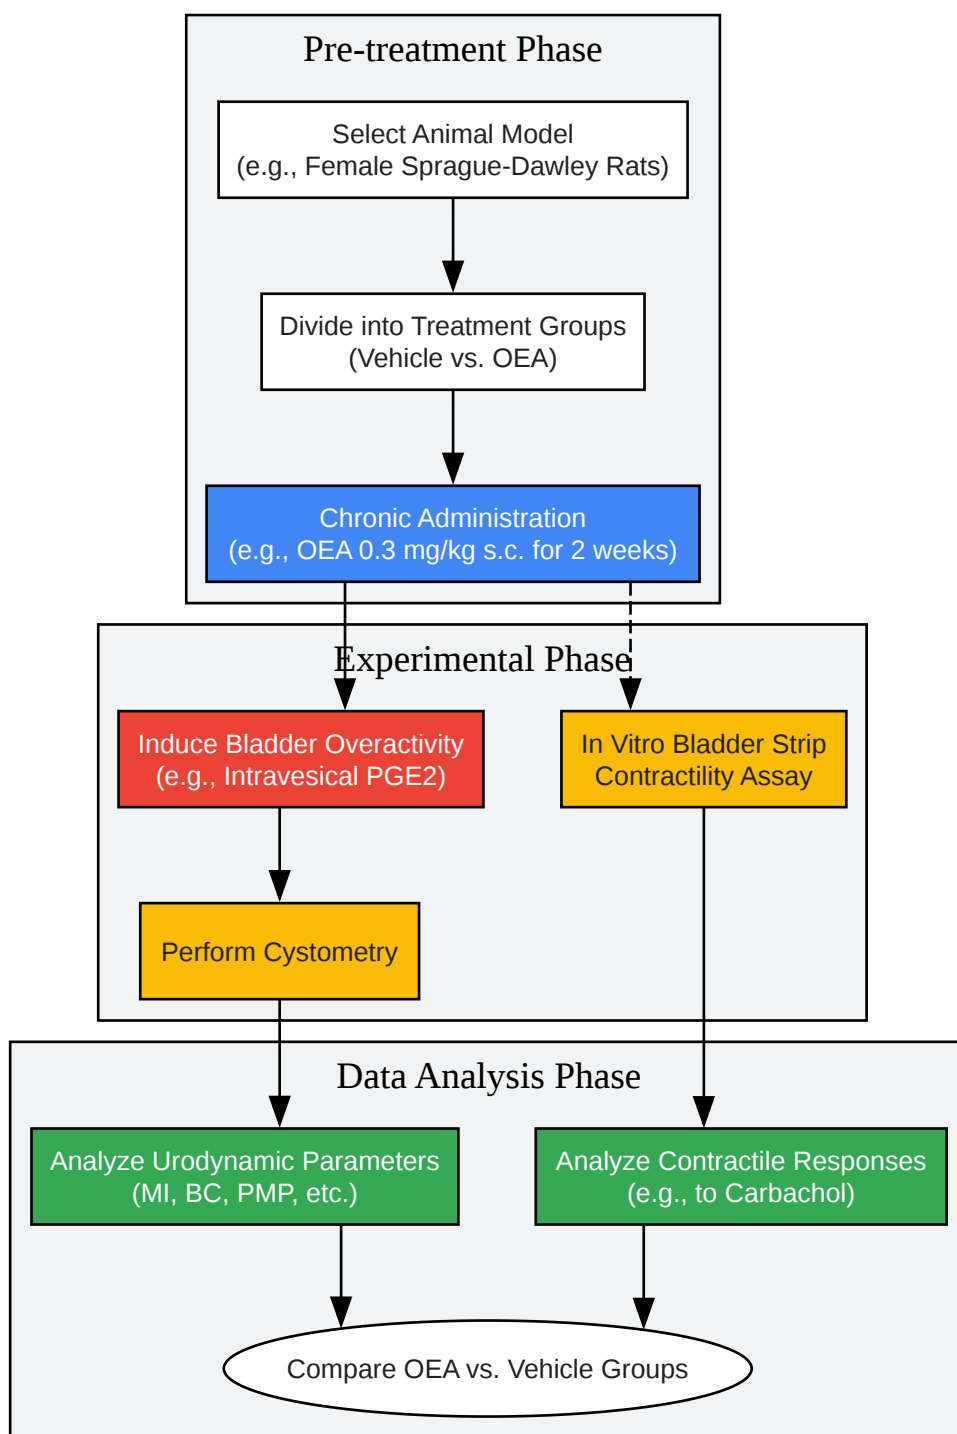 Pre-treatment Phase
Select Animal Model
(e.g., Female Sprague-Dawley Rats)
Divide into Treatment Groups
(Vehicle vs. OEA)
Chronic Administration
(e.g., OEA 0.3 mg/kg s.c. for 2 weeks)
Experimental Phase
Induce Bladder Overactivity
(e.g., Intravesical PGE2)
In Vitro Bladder Strip
Contractility Assay
Perform Cystometry
Data Analysis Phase
Analyze Urodynamic Parameters
(MI, BC, PMP, etc.)
Analyze Contractile Responses
(e.g., to Carbachol)
Compare OEA vs. Vehicle Groups